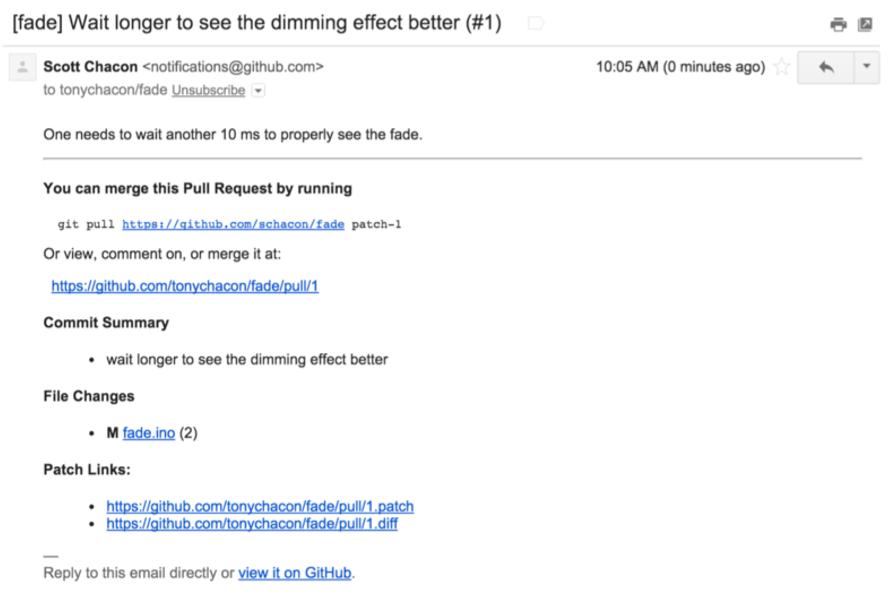 [fade] Wait longer to see the dimming effect better (#1)
Scott Chacon <notifications@github.com> 10:05 AM (0 minutes ago)
to tonychacon/fade Unsubscribe
One needs to wait another 10 ms to properly see the fade.
You can merge this Pull Request by running
git pull https://github.com/schacon/fade patch-1
Or view, comment on, or merge it at:
https://github.com/tonychacon/fade/pull/1
Commit Summary
• wait longer to see the dimming effect better
File Changes
• M fade.ino (2)
Patch Links:
• https://github.com/tonychacon/fade/pull/1.patch
• https://github.com/tonychacon/fade/pull/1.diff
—
Reply to this email directly or view it on GitHub.